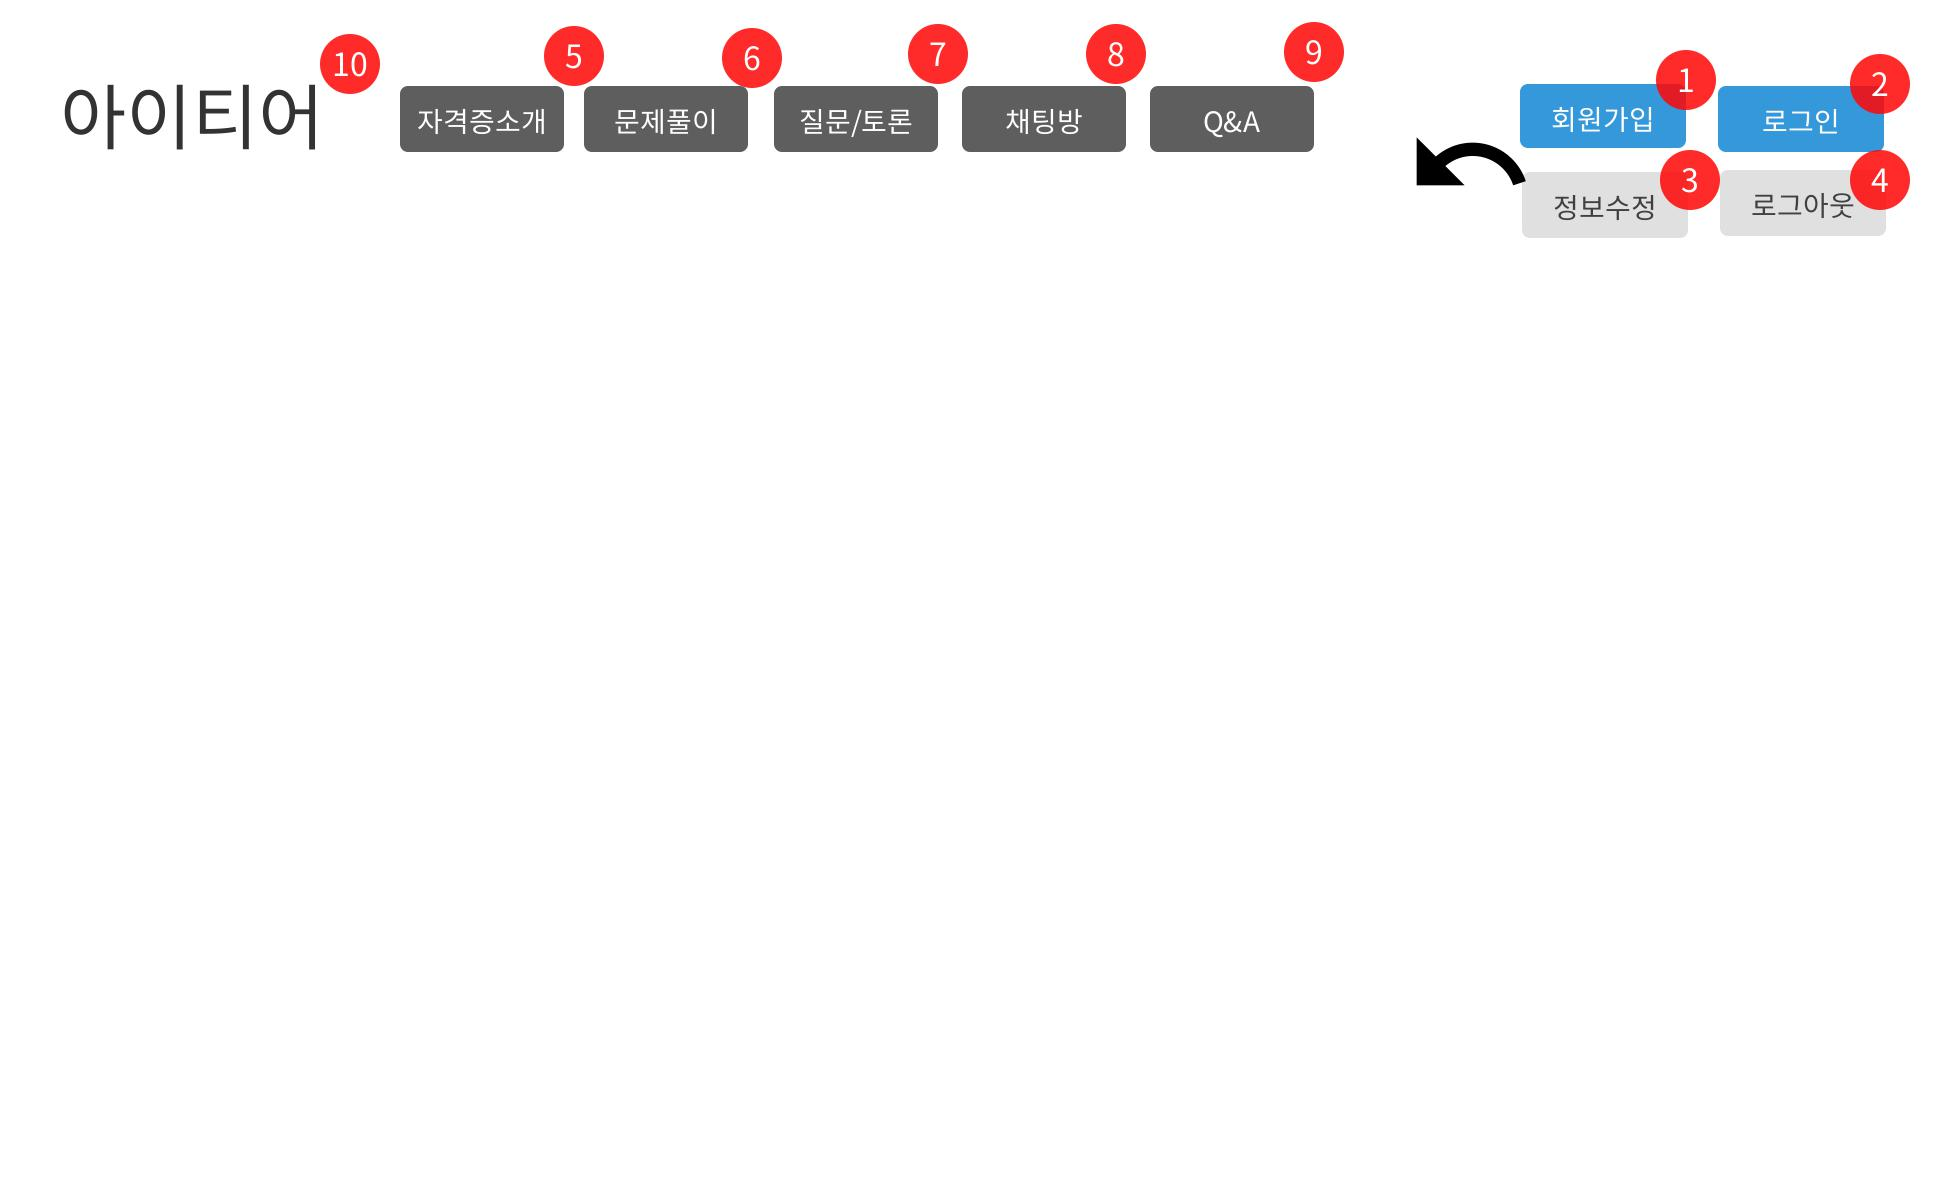 아이티어 10
자격증소개 5
문제풀이 6
질문/토론 7
채팅방 8
Q&A 9
회원가입 1
로그인 2
정보수정 3
로그아웃 4